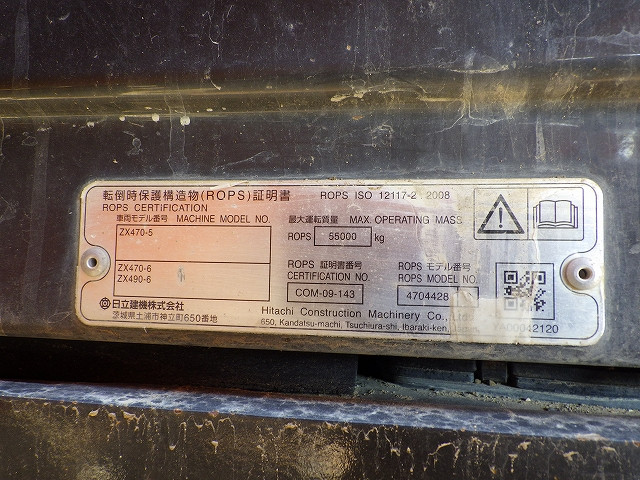 転倒時保護構造物(ROPS)証明書 ROPS ISO 12117-2 : 2008
ROPS CERTIFICATION
車両モデル番号 MACHINE MODEL NO.
ZX470-5
ZX470-6
ZX490-6
最大運転質量 MAX. OPERATING MASS
ROPS 55000 kg
ROPS 証明書番号
CERTIFICATION NO.
COM-09-143
ROPS モデル番号
ROPS MODEL NO.
4704428
日立建機株式会社
茨城県土浦市神立町650番地
Hitachi Construction Machinery Co., Ltd.
650, Kandatsu-machi, Tsuchiura-shi, Ibaraki-ken,
YA00042120